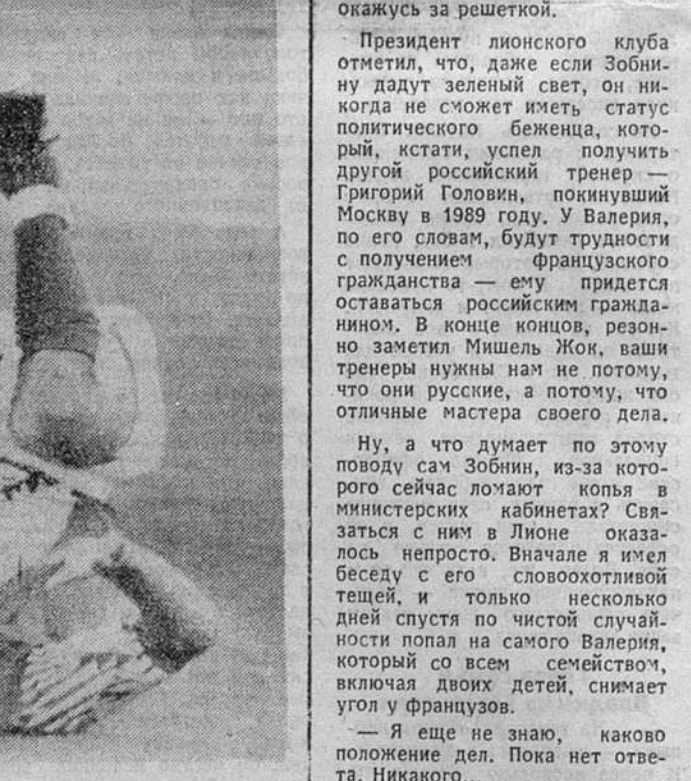 окажусь за решеткой.
Президент лионского клуба
отметил, что, даже если Зобни-
ну дадут зеленый свет, он ни-
когда не сможет иметь статус
политического беженца, кото-
рый, кстати, успел получить
другой российский тренер —
Григорий Головин, покинувший
Москву в 1989 году. У Валерия,
по его словам, будут трудности
с получением французского
гражданства — ему придется
оставаться российским гражда-
нином. В конце концов, резон-
но заметил Мишель Жок, ваши
тренеры нужны нам не потому,
что они русские, а потому, что
отличные мастера своего дела.
Ну, а что думает по этому
поводу сам Зобнин, из-за кото-
рого сейчас ломают копья в
министерских кабинетах? Свя-
заться с ним в Лионе оказа-
лось непросто. Вначале я имел
беседу с его словоохотливой
тещей, и только несколько
дней спустя по чистой случай-
ности попал на самого Валерия,
который со всем семейством,
включая двоих детей, снимает
угол у французов.
— Я еще не знаю, каково
положение дел. Пока нет отве-
та. Никакого...